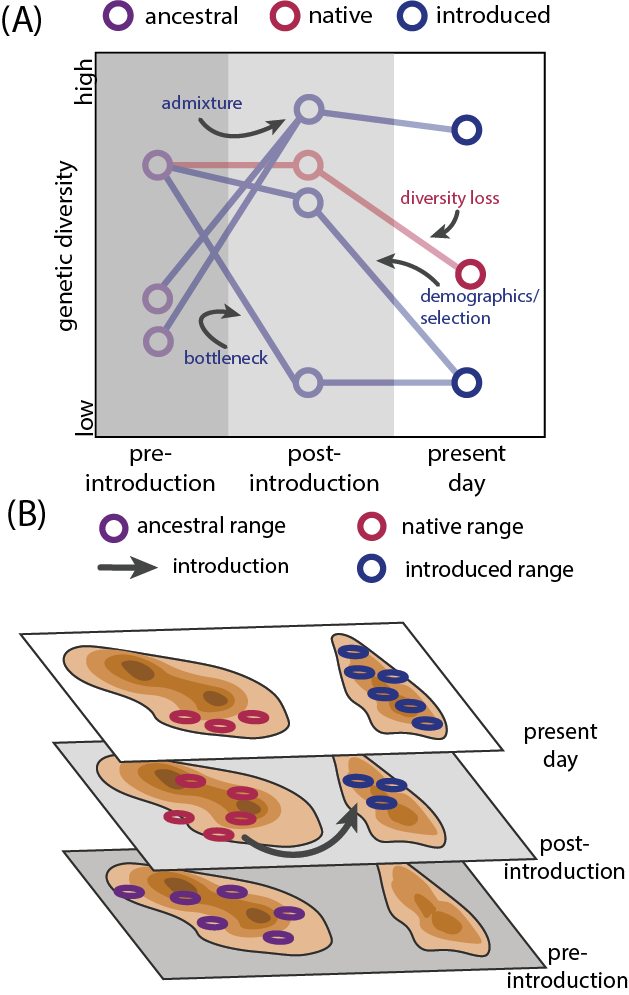 (A) ancestral native introduced
high
genetic diversity
low
admixture
diversity loss
demographics/
selection
bottleneck
pre-
introduction
post-
introduction
present
day
(B)
ancestral range
native range
introduction
introduced range
present
day
post-
introduction
pre-
introduction